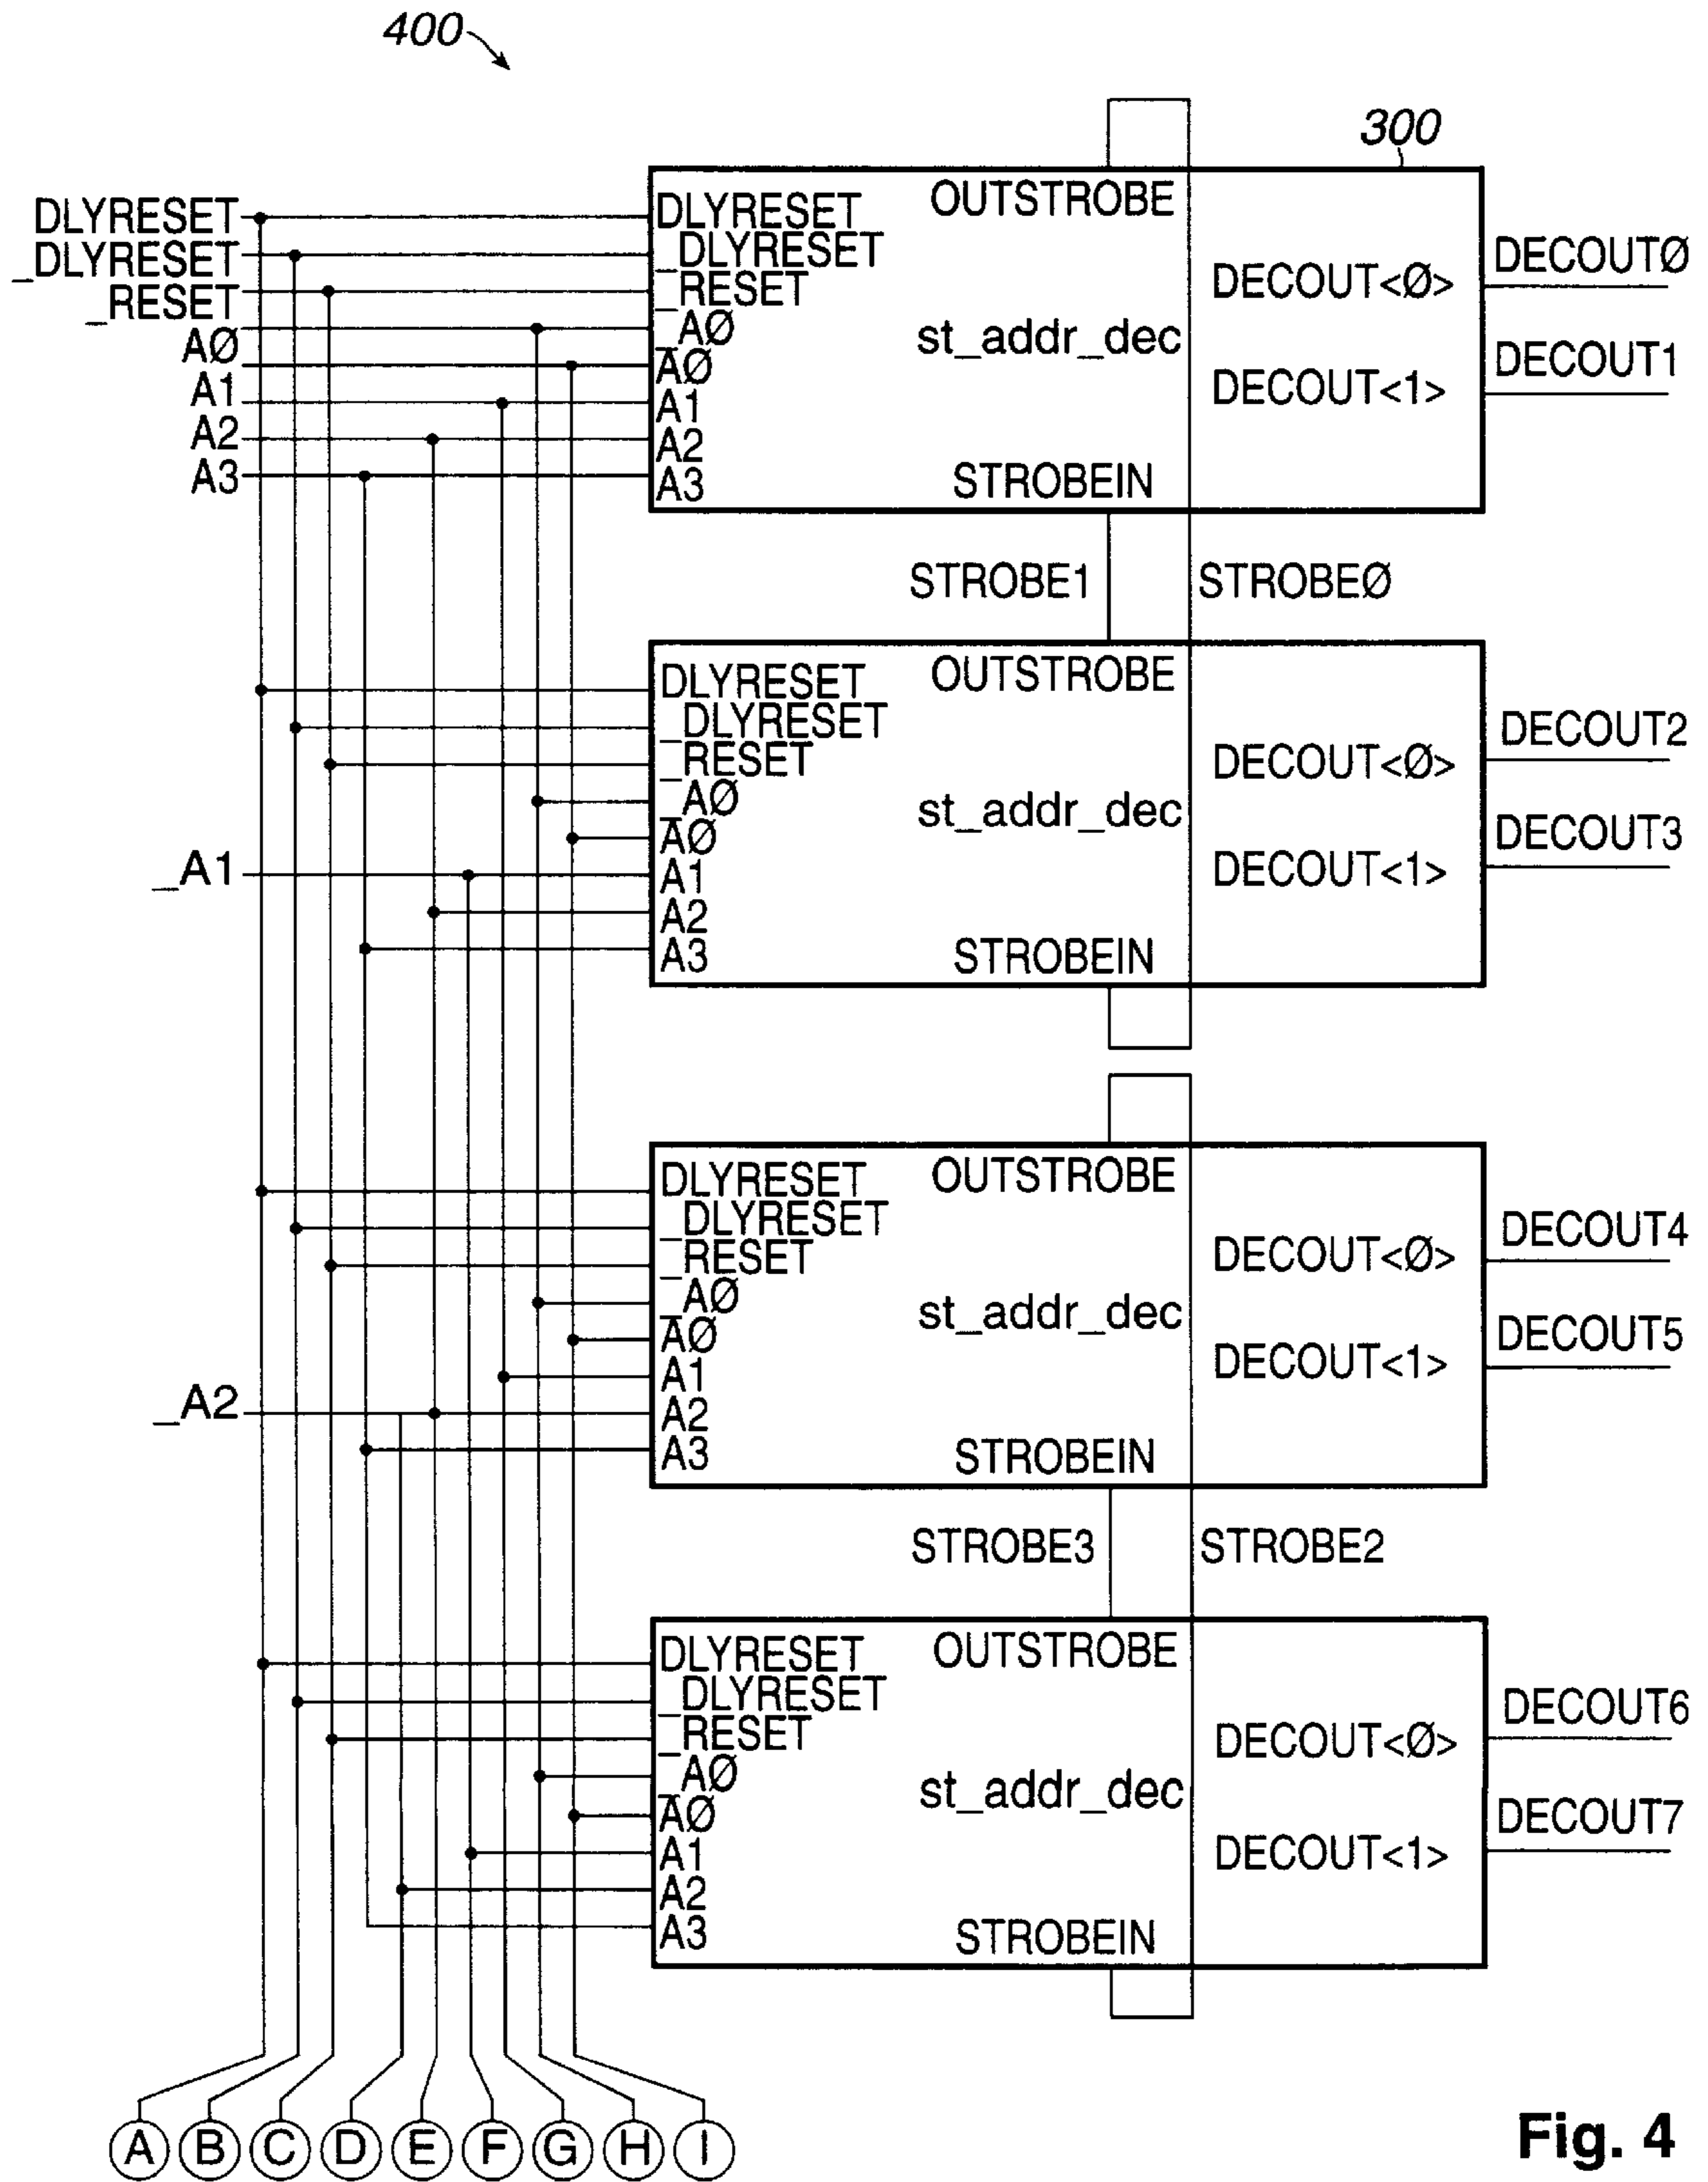 400
300
DLYRESET
_DLYRESET
_RESET
AØ
A1
A2
A3
DLYRESET
_DLYRESET
_RESET
_AØ
AØ
A1
A2
A3
OUTSTROBE
st_addr_dec
STROBEIN
DECOUT<Ø>
DECOUT<1>
DECOUTØ
DECOUT1
STROBE1
STROBEØ
_A1
DLYRESET
_DLYRESET
_RESET
_AØ
AØ
A1
A2
A3
OUTSTROBE
st_addr_dec
STROBEIN
DECOUT<Ø>
DECOUT<1>
DECOUT2
DECOUT3
_A2
DLYRESET
_DLYRESET
_RESET
_AØ
AØ
A1
A2
A3
OUTSTROBE
st_addr_dec
STROBEIN
DECOUT<Ø>
DECOUT<1>
DECOUT4
DECOUT5
STROBE3
STROBE2
DLYRESET
_DLYRESET
_RESET
_AØ
AØ
A1
A2
A3
OUTSTROBE
st_addr_dec
STROBEIN
DECOUT<Ø>
DECOUT<1>
DECOUT6
DECOUT7
A B C D E F G H I
Fig. 4